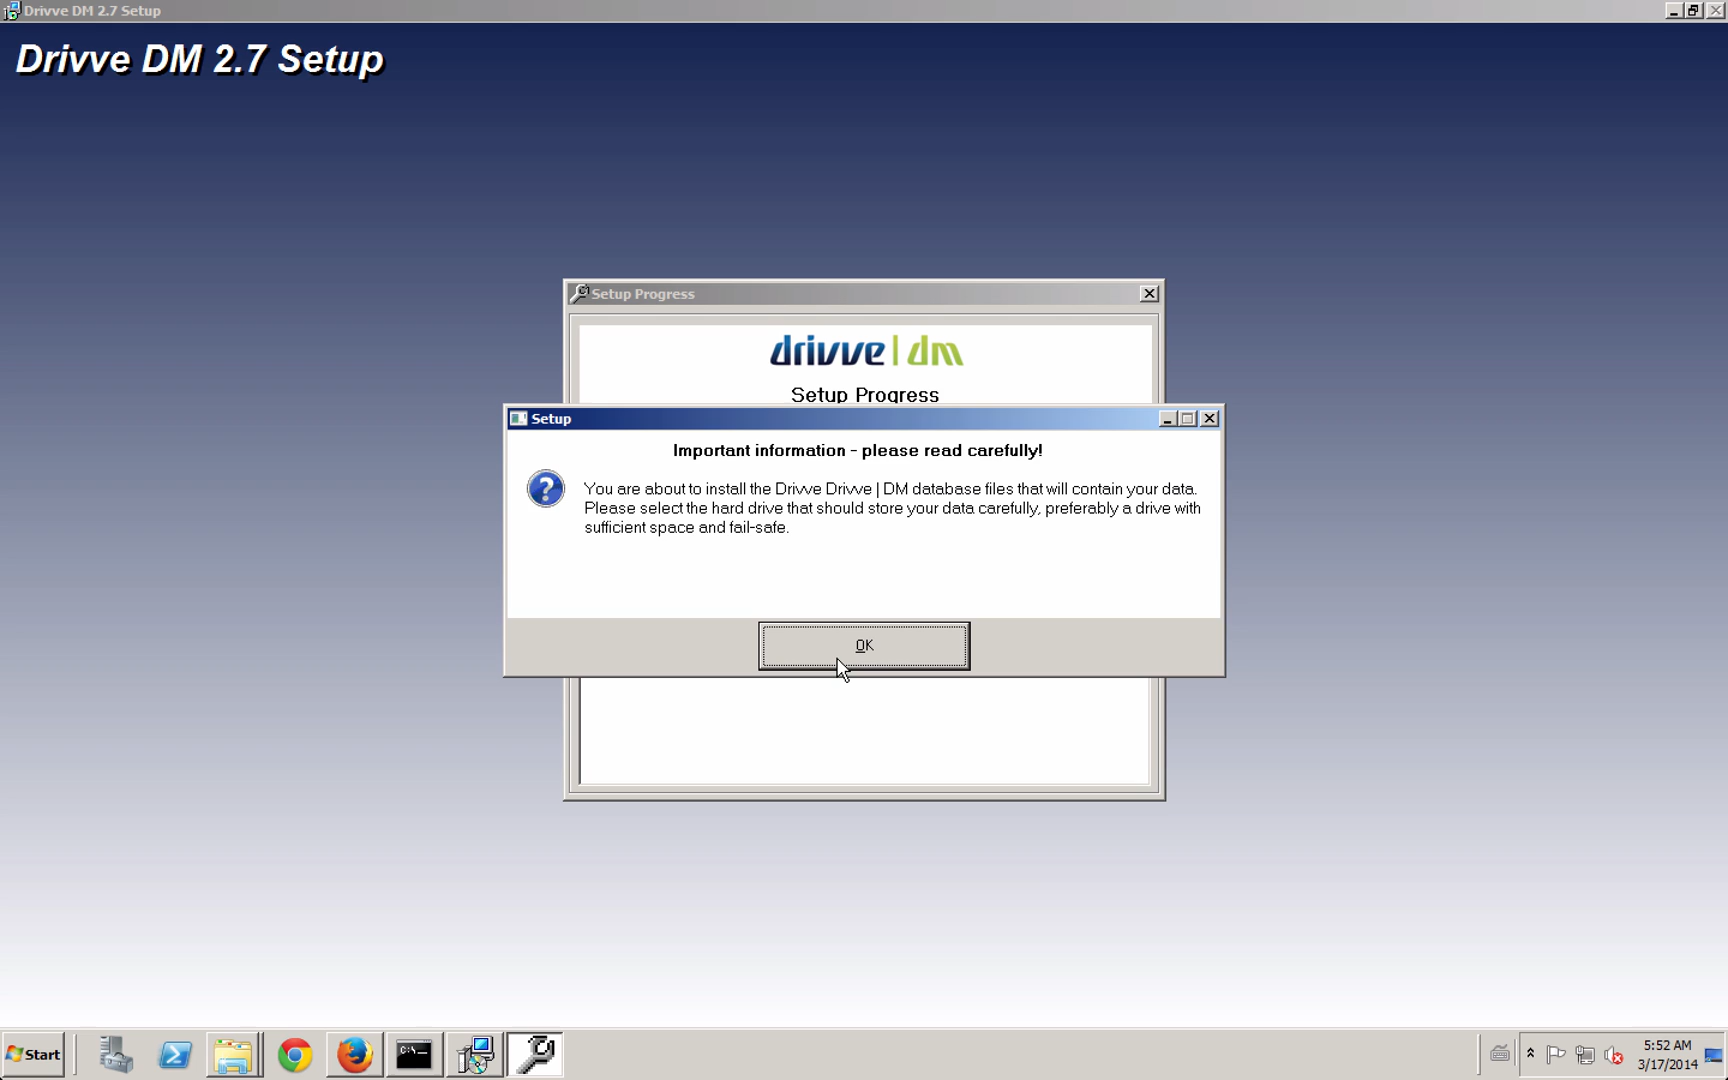 Drivve DM 2.7 Setup
Drivve DM 2.7 Setup
Setup Progress
drivve | dm
Setup Progress
Setup
Important information - please read carefully!
You are about to install the Drivve Drivve | DM database files that will contain your data.
Please select the hard drive that should store your data carefully, preferably a drive with
sufficient space and fail-safe.
OK
Start
C:\_
5:52 AM
3/17/2014